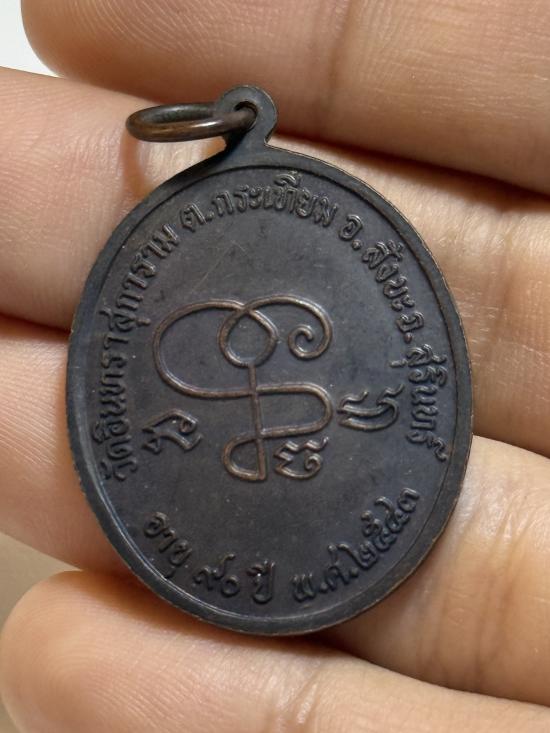 วัดอินทราสุการาม ต.กระเทียม อ.สังขะ จ.สุรินทร์
อายุ ๙๐ ปี พ.ศ.๒๕๔๓